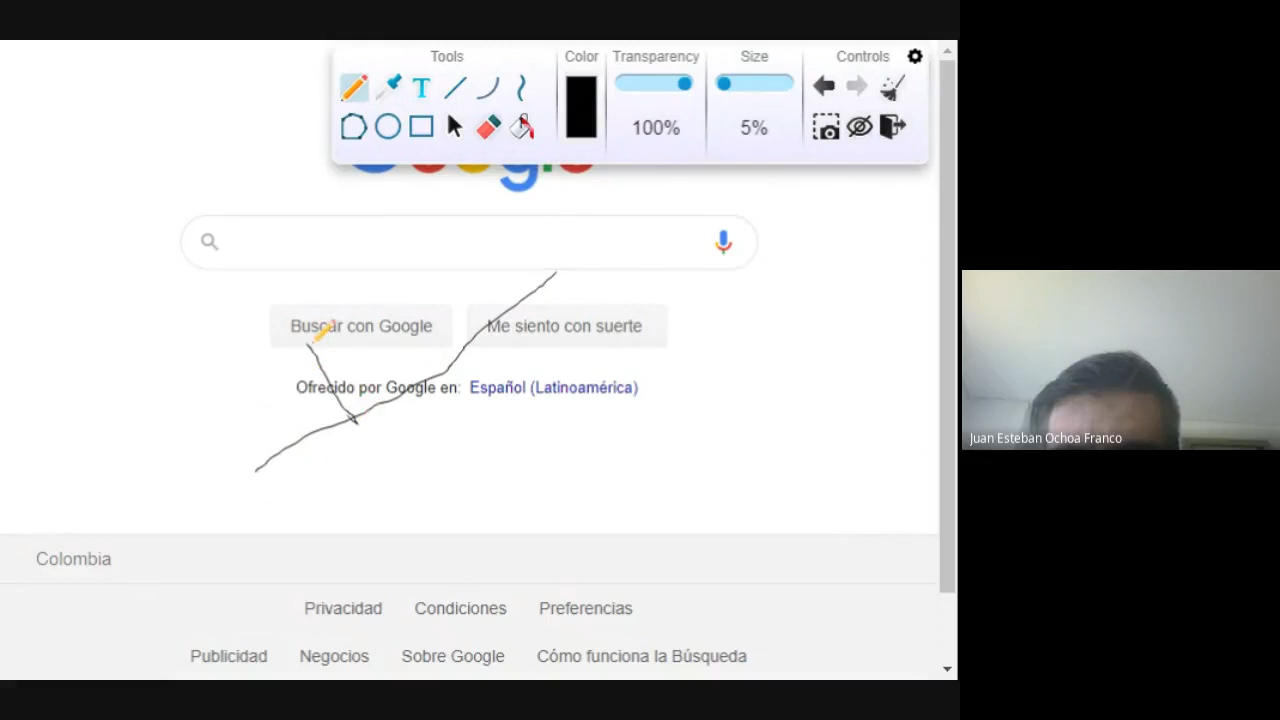 Tools Color Transparency Size Controls
T
100% 5%
Buscar con Google Me siento con suerte
Ofrecido por Google en: Español (Latinoamérica)
Juan Esteban Ochoa Franco
Colombia
Privacidad Condiciones Preferencias
Publicidad Negocios Sobre Google Cómo funciona la Búsqueda